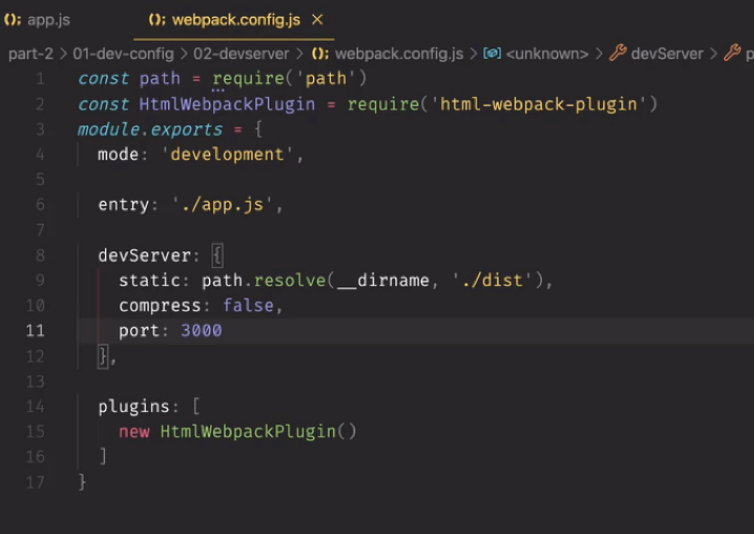 (); app.js (); webpack.config.js ×
part-2 > 01-dev-config > 02-devserver > (); webpack.config.js > <unknown> > devServer > p
1 const path = require('path')
2 const HtmlWebpackPlugin = require('html-webpack-plugin')
3 module.exports = {
4 mode: 'development',
5
6 entry: './app.js',
7
8 devServer: {
9 static: path.resolve(__dirname, './dist'),
10 compress: false,
11 port: 3000
12 },
13
14 plugins: [
15 new HtmlWebpackPlugin()
16 ]
17 }